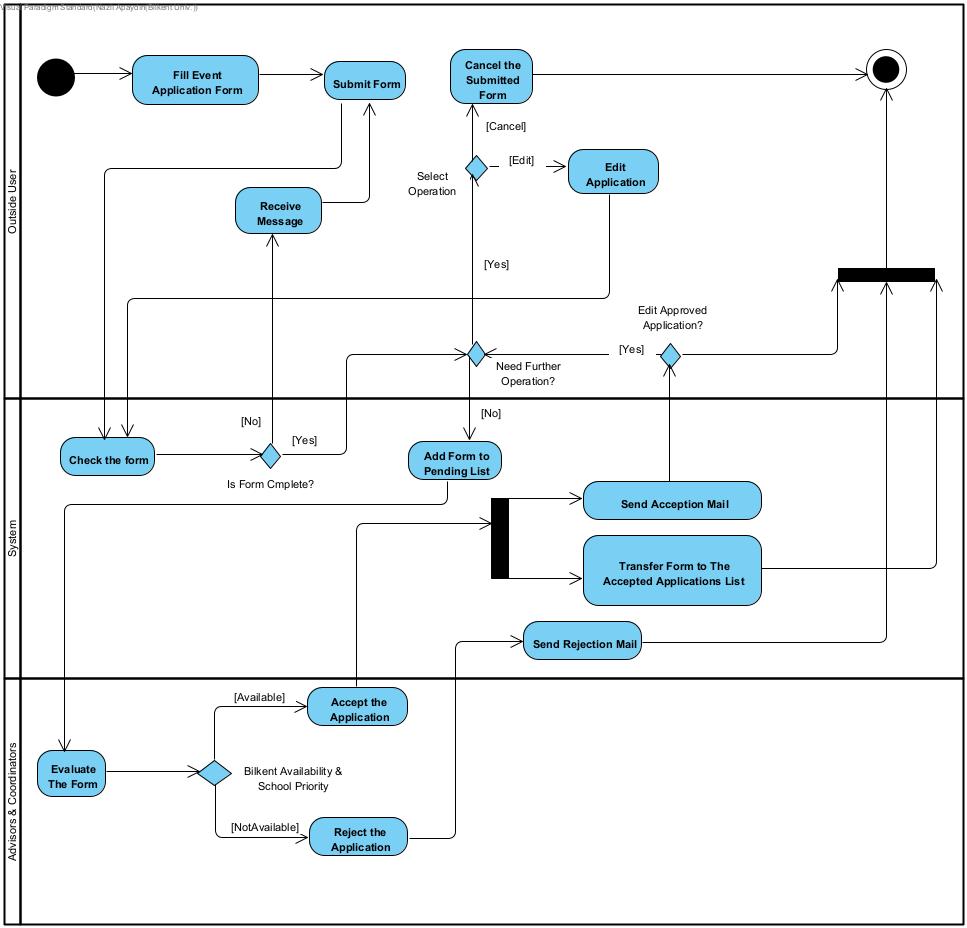 Visual Paradigm Standard(Nazli Apaydin(Bilkent Univ.))
Fill Event
Application Form
Submit Form
Cancel the
Submitted
Form
[Cancel]
Select
Operation
[Edit]
Edit
Application
Receive
Message
[Yes]
Outside User
Edit Approved
Application?
[Yes]
Need Further
Operation?
[No]
[No]
[Yes]
Check the form
Is Form Cmplete?
Add Form to
Pending List
Send Acception Mail
System
Transfer Form to The
Accepted Applications List
Send Rejection Mail
[Available]
Accept the
Application
Evaluate
The Form
Bilkent Availability &
School Priority
Advisors & Coordinators
[NotAvailable]
Reject the
Application